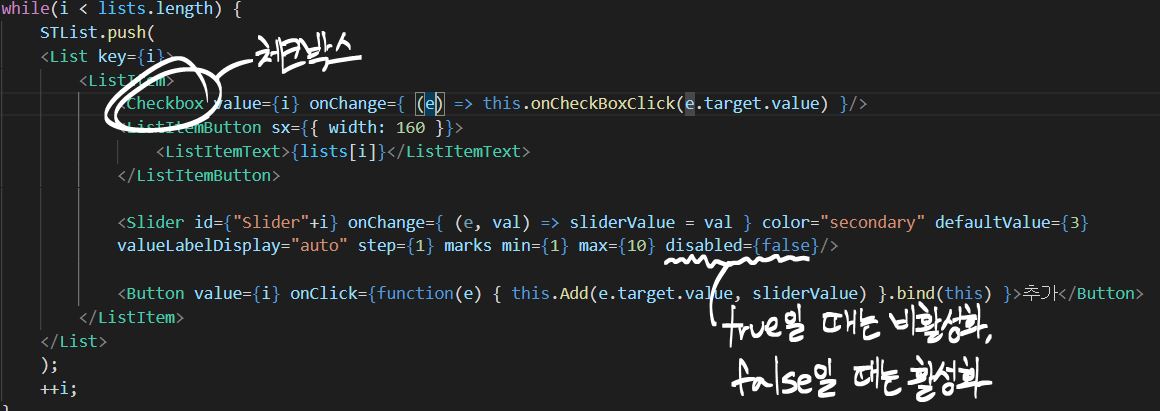 while(i < lists.length) {
STList.push(
<List key={i}>
체크박스
<ListItem>
<Checkbox value={i} onChange={ (e) => this.onCheckBoxClick(e.target.value) }/>
<ListItemButton sx={{ width: 160 }}>
<ListItemText>{lists[i]}</ListItemText>
</ListItemButton>
<Slider id={"Slider"+i} onChange={ (e, val) => sliderValue = val } color="secondary" defaultValue={3}
valueLabelDisplay="auto" step={1} marks min={1} max={10} disabled={false}/>
<Button value={i} onClick={function(e) { this.Add(e.target.value, sliderValue) }.bind(this) }>추가</Button>
</ListItem>
true일 때는 비활성화,
</List>
false일 때는 활성화
);
++i;
}